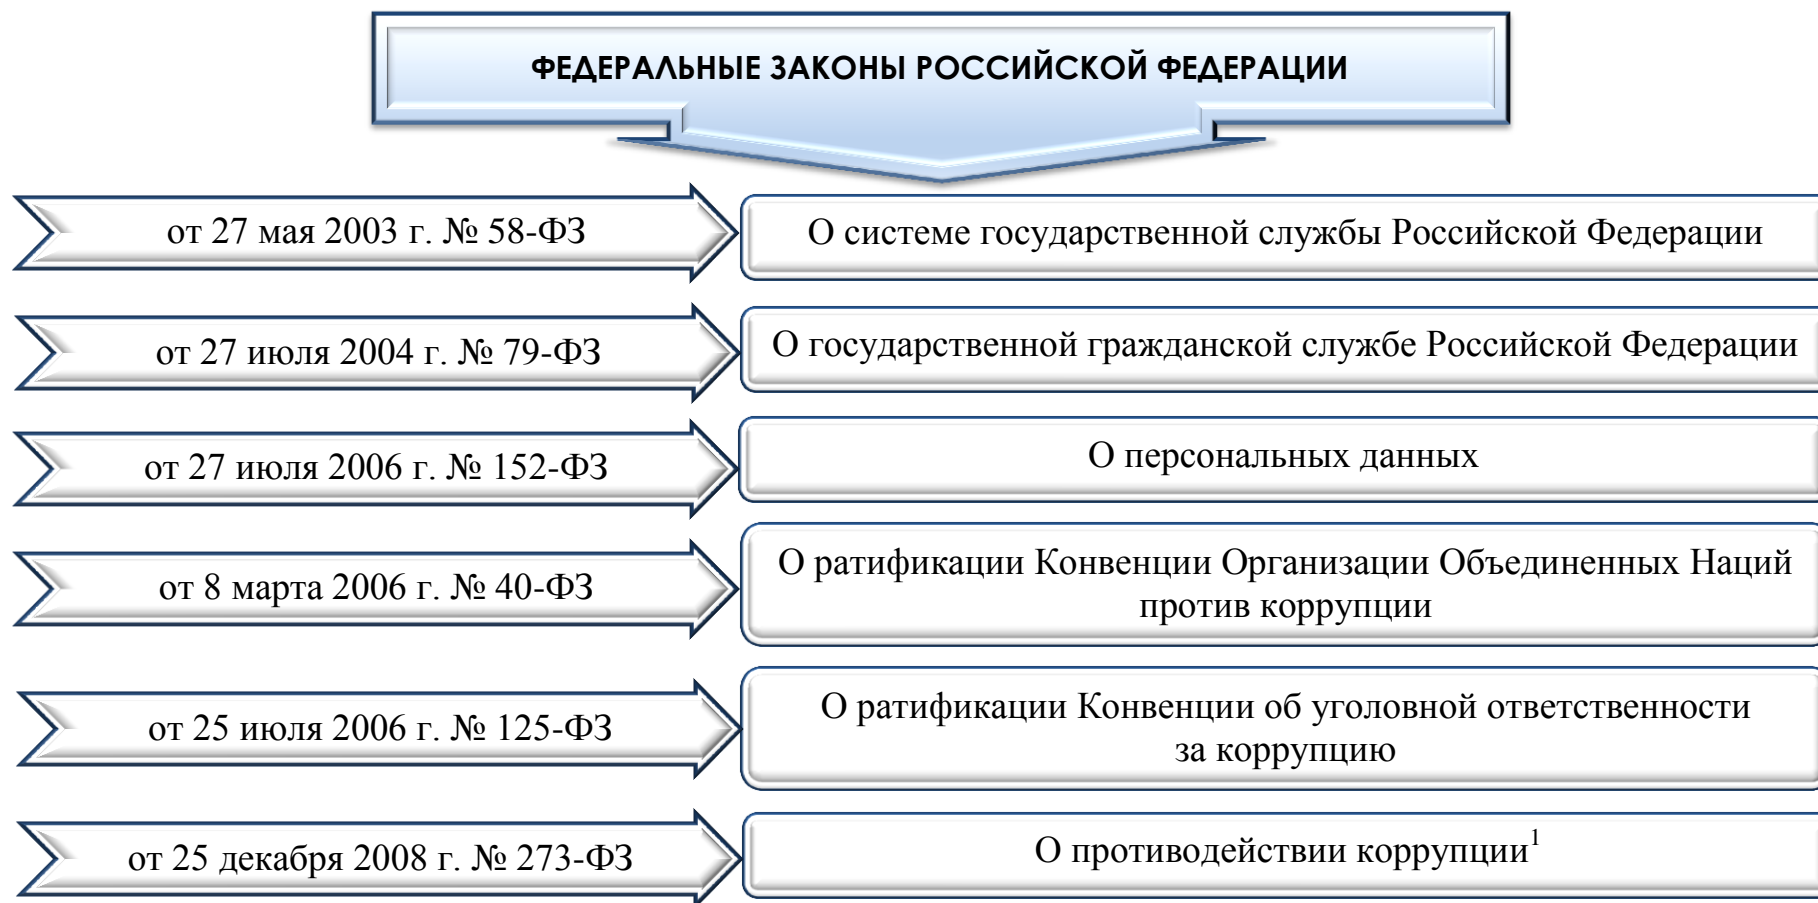 ФЕДЕРАЛЬНЫЕ ЗАКОНЫ РОССИЙСКОЙ ФЕДЕРАЦИИ
от 27 мая 2003 г. № 58-ФЗ
О системе государственной службы Российской Федерации
от 27 июля 2004 г. № 79-ФЗ
О государственной гражданской службе Российской Федерации
от 27 июля 2006 г. № 152-ФЗ
О персональных данных
от 8 марта 2006 г. № 40-ФЗ
О ратификации Конвенции Организации Объединенных Наций
против коррупции
от 25 июля 2006 г. № 125-ФЗ
О ратификации Конвенции об уголовной ответственности
за коррупцию
от 25 декабря 2008 г. № 273-ФЗ
О противодействии коррупции¹